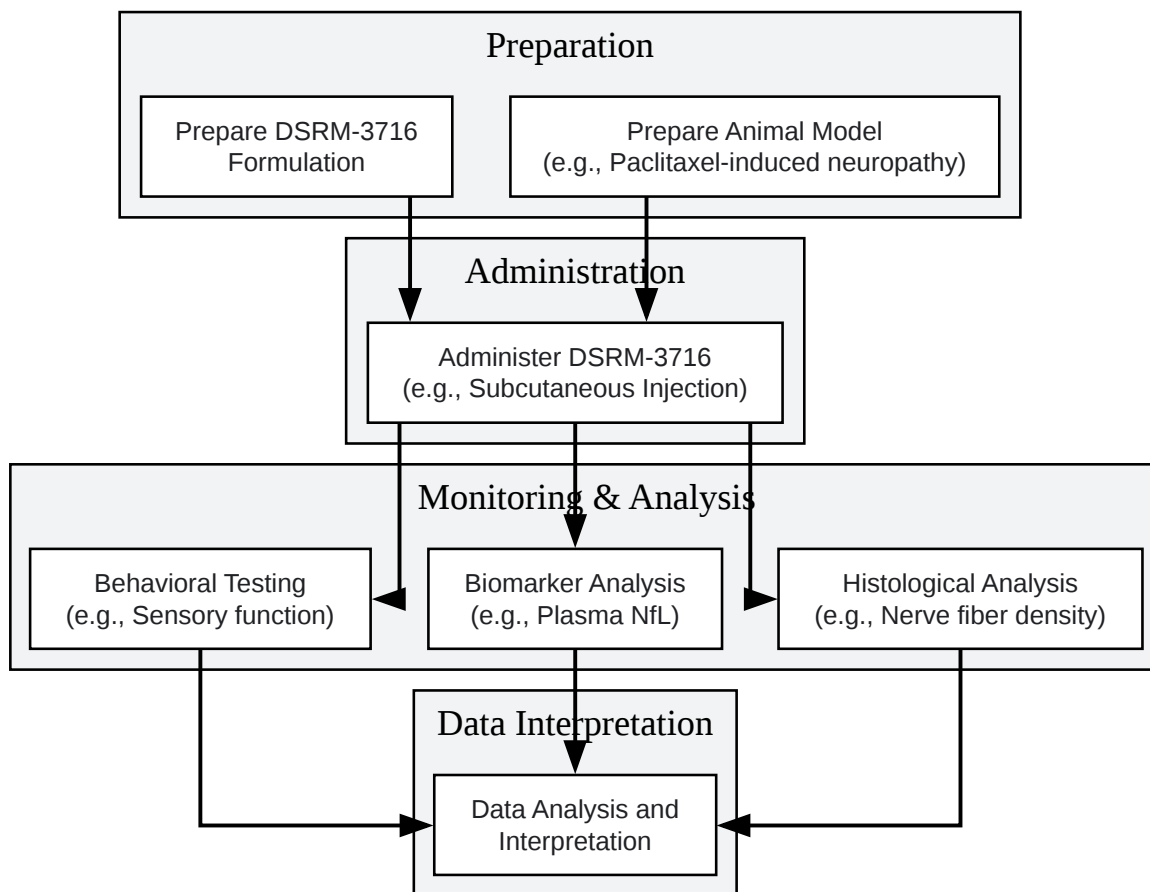 Preparation
Prepare DSRM-3716
Formulation
Prepare Animal Model
(e.g., Paclitaxel-induced neuropathy)
Administration
Administer DSRM-3716
(e.g., Subcutaneous Injection)
Monitoring & Analysis
Behavioral Testing
(e.g., Sensory function)
Biomarker Analysis
(e.g., Plasma NfL)
Histological Analysis
(e.g., Nerve fiber density)
Data Interpretation
Data Analysis and
Interpretation